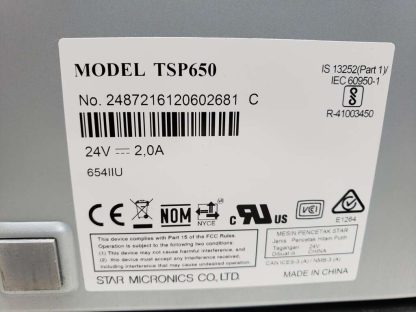 MODEL TSP650
IS 13252(Part 1)/
IEC 60950-1
No. 2487216120602681 C
R-41003450
24V ⎓ 2,0A
654IIU
CE NOM NYCE c UL US VCI E1284
This device complies with Part 15 of the FCC Rules.
Operation is subject to the following two conditions:
(1) This device may not cause harmful interference, and
(2) this device must accept any interference received,
including interference that may cause undesired operation.
MESIN PENCETAK STAR
Jenis : Pencetak Hitam Putih
Tegangan : 24V
Dibuat di : CHINA
CAN ICES-3 (A) / NMB-3 (A)
STAR MICRONICS CO., LTD.
MADE IN CHINA